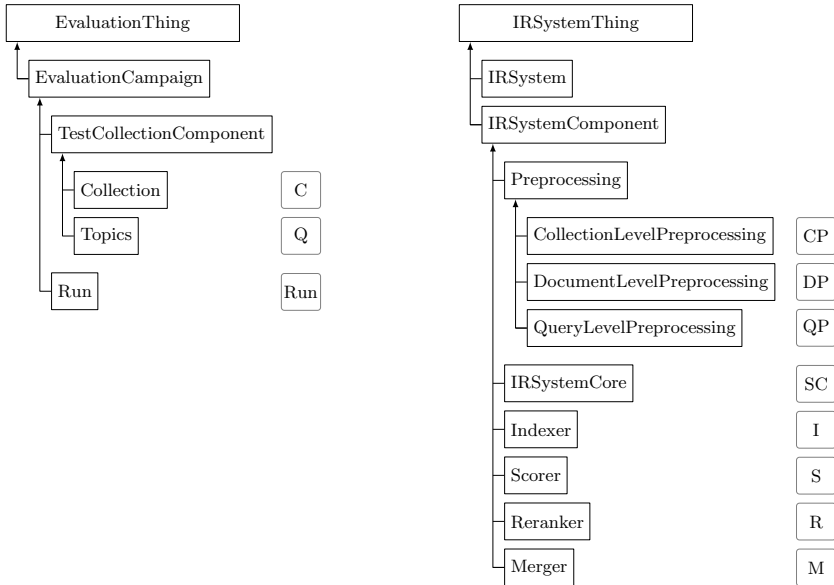 EvaluationThing
EvaluationCampaign
TestCollectionComponent
Collection C
Topics Q
Run Run
IRSystemThing
IRSystem
IRSystemComponent
Preprocessing
CollectionLevelPreprocessing CP
DocumentLevelPreprocessing DP
QueryLevelPreprocessing QP
IRSystemCore SC
Indexer I
Scorer S
Reranker R
Merger M